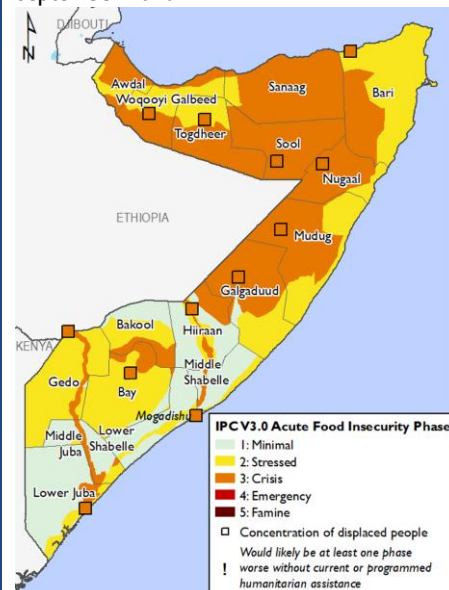 DJIBOUTI
N
Awdal
Woqooyi Galbeed
Togdheer
Sanaag
Bari
Sool
Nugaal
ETHIOPIA
Mudug
Galgaduud
Hiiraan
Bakool
KENYA
Gedo
Bay
Middle
Shabelle
Mogadishu
Lower
Shabelle
Middle
Juba
Lower Juba
IPC V3.0 Acute Food Insecurity Phase
1: Minimal
2: Stressed
3: Crisis
4: Emergency
5: Famine
Concentration of displaced people
! Would likely be at least one phase
worse without current or programmed
humanitarian assistance